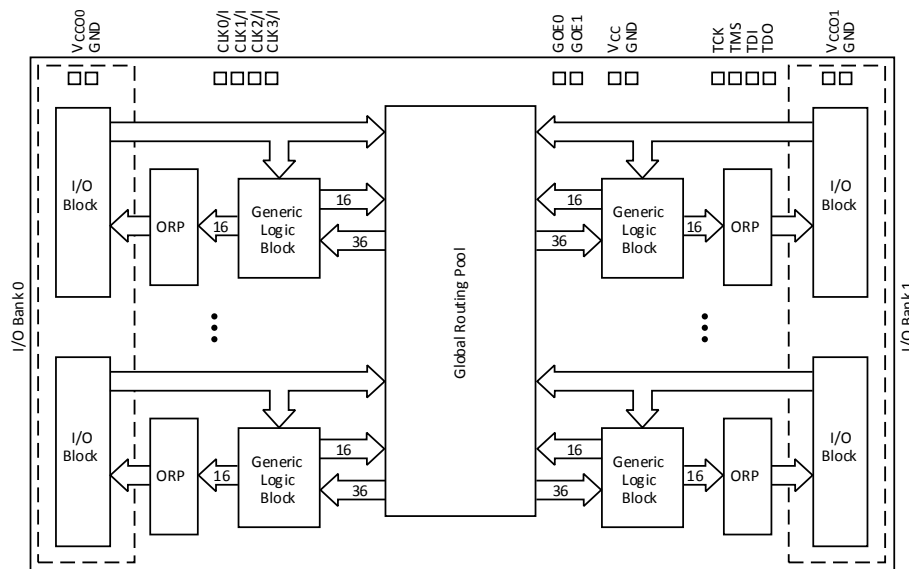 VCCO0
GND
CLK0/I
CLK1/I
CLK2/I
CLK3/I
GOE0
GOE1
VCC
GND
TCK
TMS
TDI
TDO
VCCO1
GND
I/O Bank 0
I/O
Block
ORP
16
Generic
Logic
Block
16
36
Global Routing Pool
16
36
Generic
Logic
Block
16
ORP
I/O
Block
I/O Bank 1
I/O
Block
ORP
16
Generic
Logic
Block
16
36
16
36
Generic
Logic
Block
16
ORP
I/O
Block